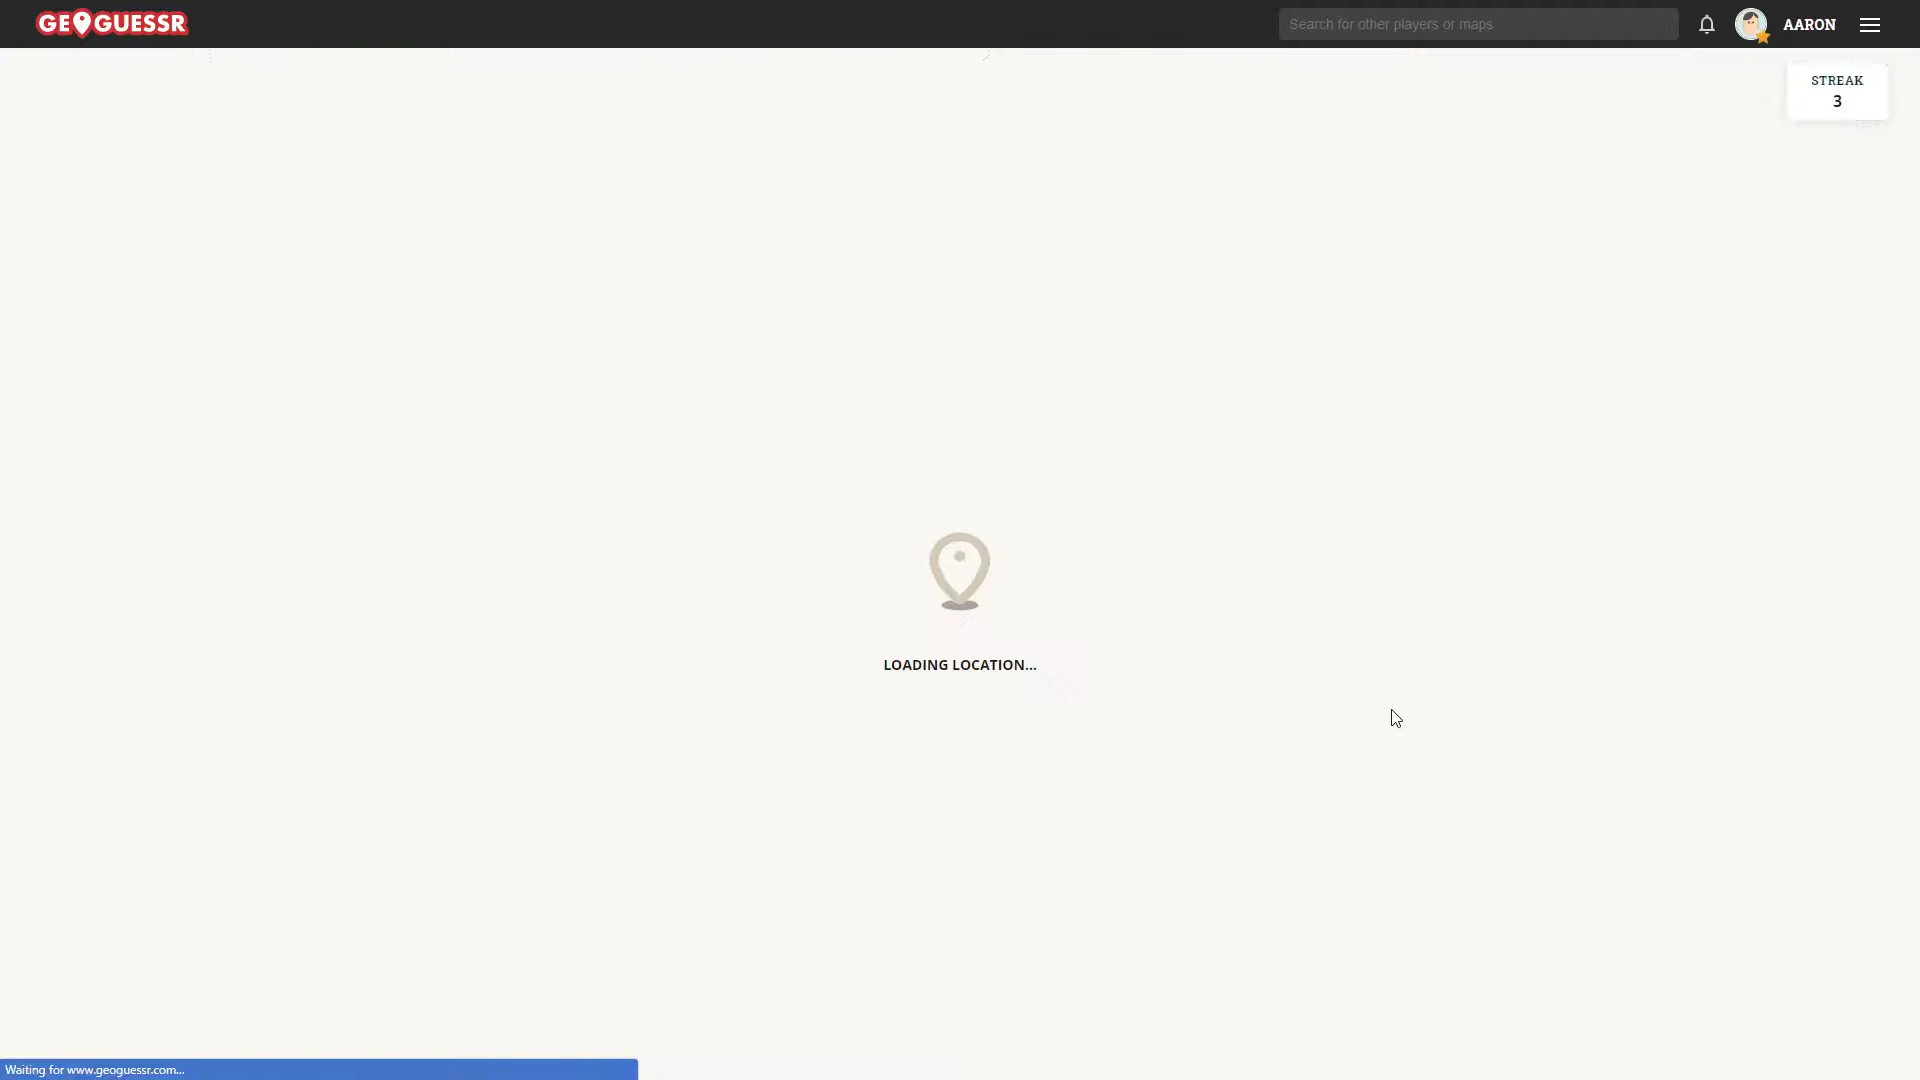 GEOGUESSR
Search for other players or maps
AARON
STREAK
3
LOADING LOCATION...
Waiting for www.geoguessr.com...